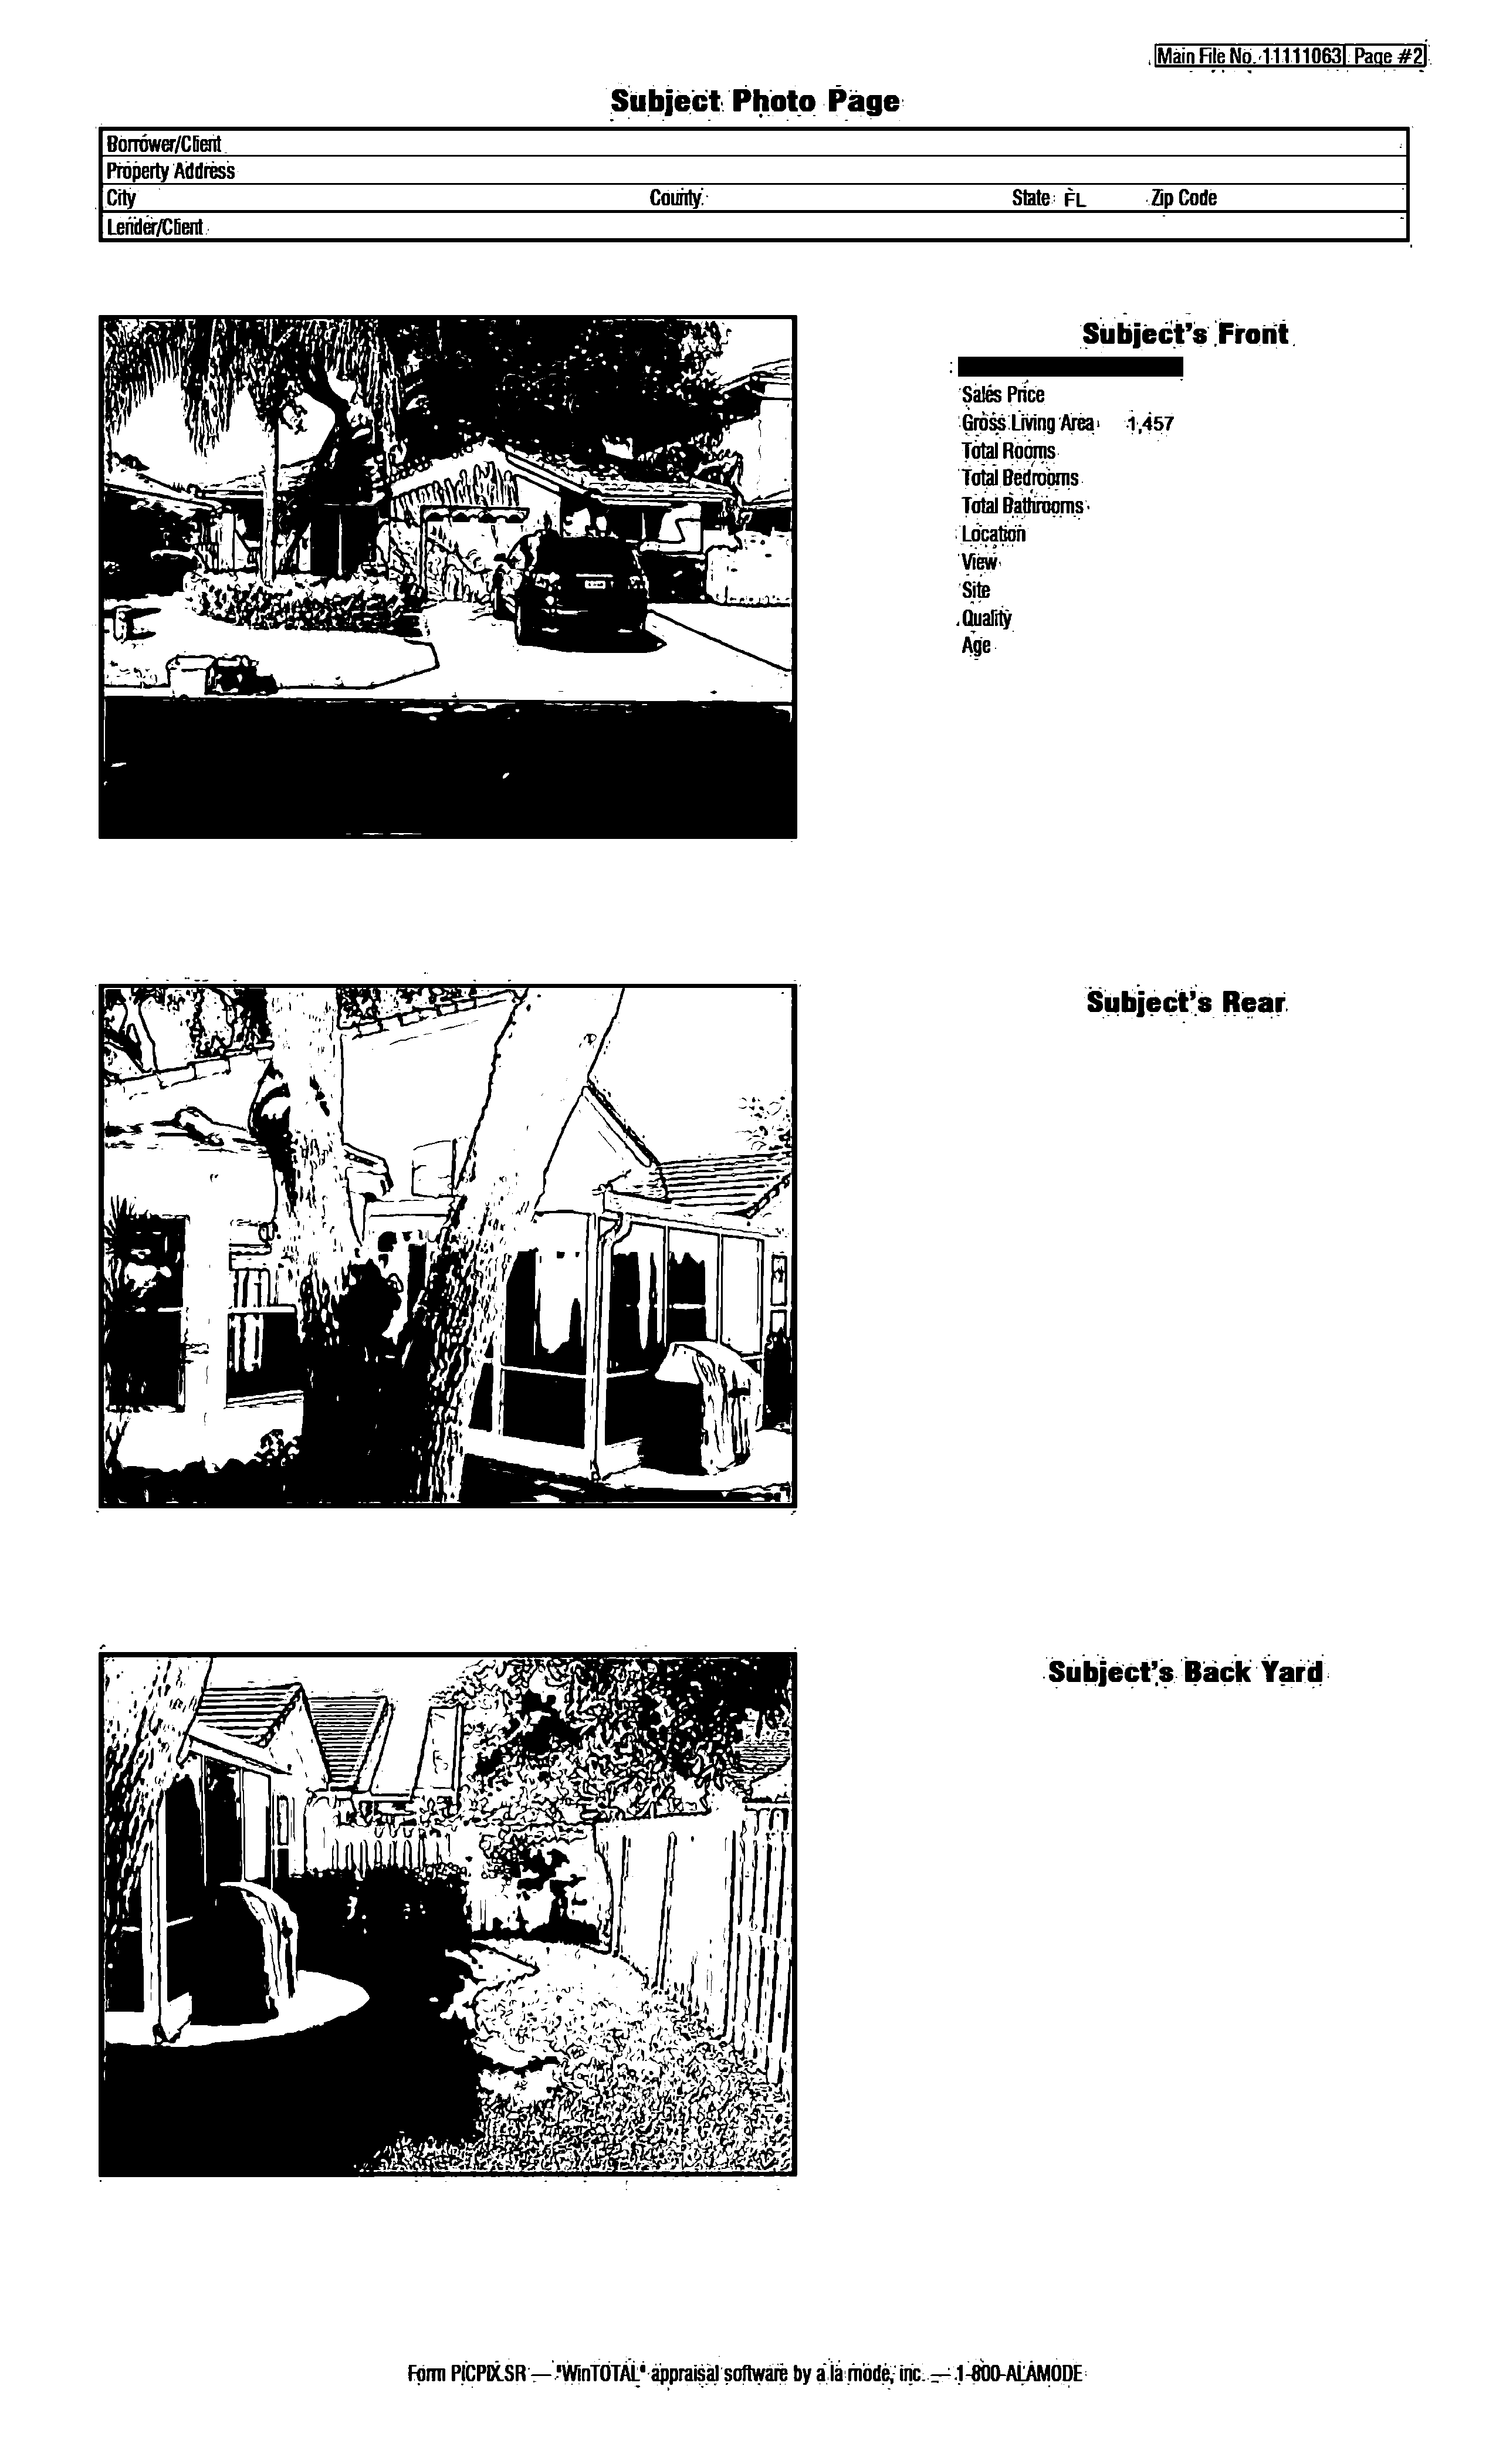 Main File No. 11111063 Page #2
Subject Photo Page
Borrower/Client
Property Address
City County State FL Zip Code
Lender/Client
Subject's Front
Sales Price
Gross Living Area 1,457
Total Rooms
Total Bedrooms
Total Bathrooms
Location
View
Site
Quality
Age
Subject's Rear
Subject's Back Yard
Form PICPIX.SR — "WinTOTAL" appraisal software by a la mode, inc. — 1-800-ALAMODE